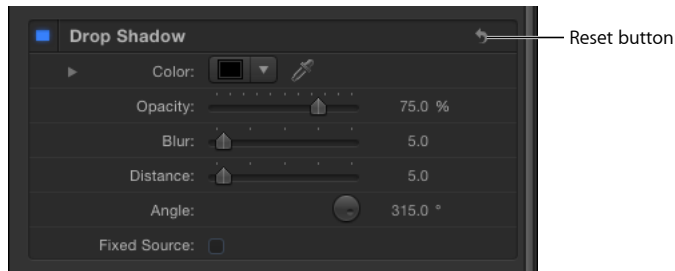 Drop Shadow
Reset button
Color:
Opacity: 75.0 %
Blur: 5.0
Distance: 5.0
Angle: 315.0 °
Fixed Source: